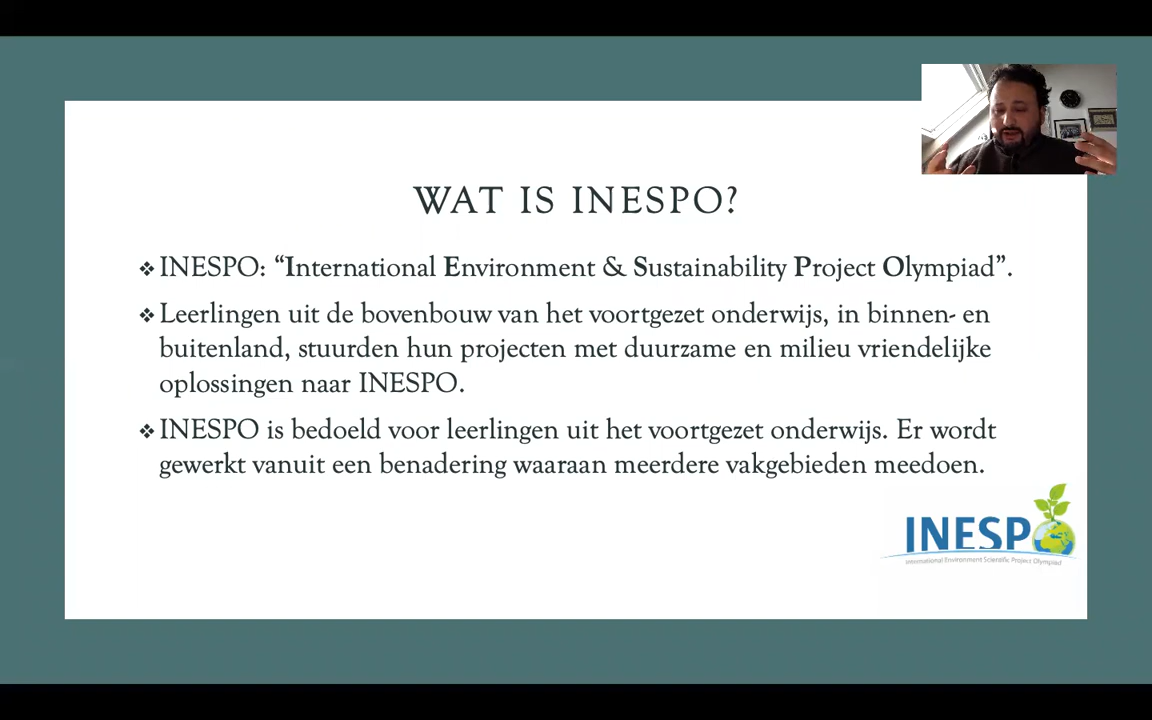 WAT IS INESPO?
❖ INESPO: “International Environment & Sustainability Project Olympiad”.
❖ Leerlingen uit de bovenbouw van het voortgezet onderwijs, in binnen- en
buitenland, stuurden hun projecten met duurzame en milieu vriendelijke
oplossingen naar INESPO.
❖ INESPO is bedoeld voor leerlingen uit het voortgezet onderwijs. Er wordt
gewerkt vanuit een benadering waaraan meerdere vakgebieden meedoen.
INESPO
International Environment Scientific Project Olympiad